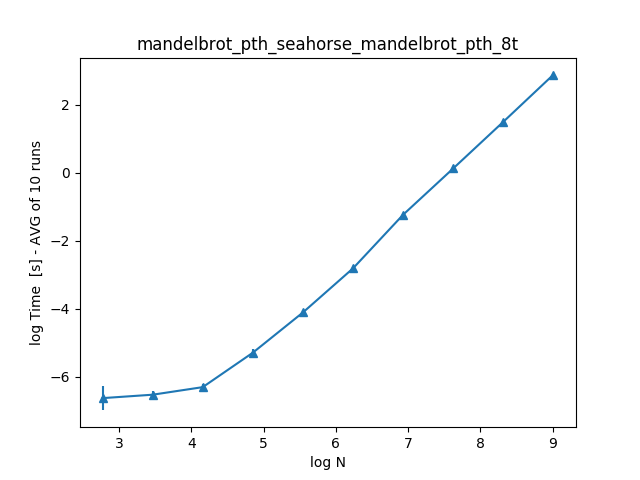 mandelbrot_pth_seahorse_mandelbrot_pth_8t
2
0
−2
−4
−6
log Time  [s] - AVG of 10 runs
3 4 5 6 7 8 9
log N